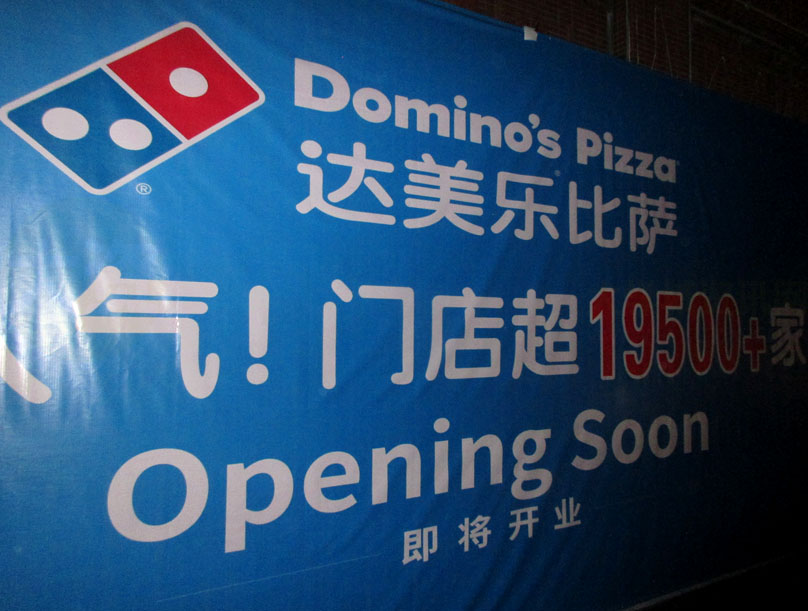 Domino's Pizza
达美乐比萨
人气!门店超19500+家
Opening Soon
即将开业